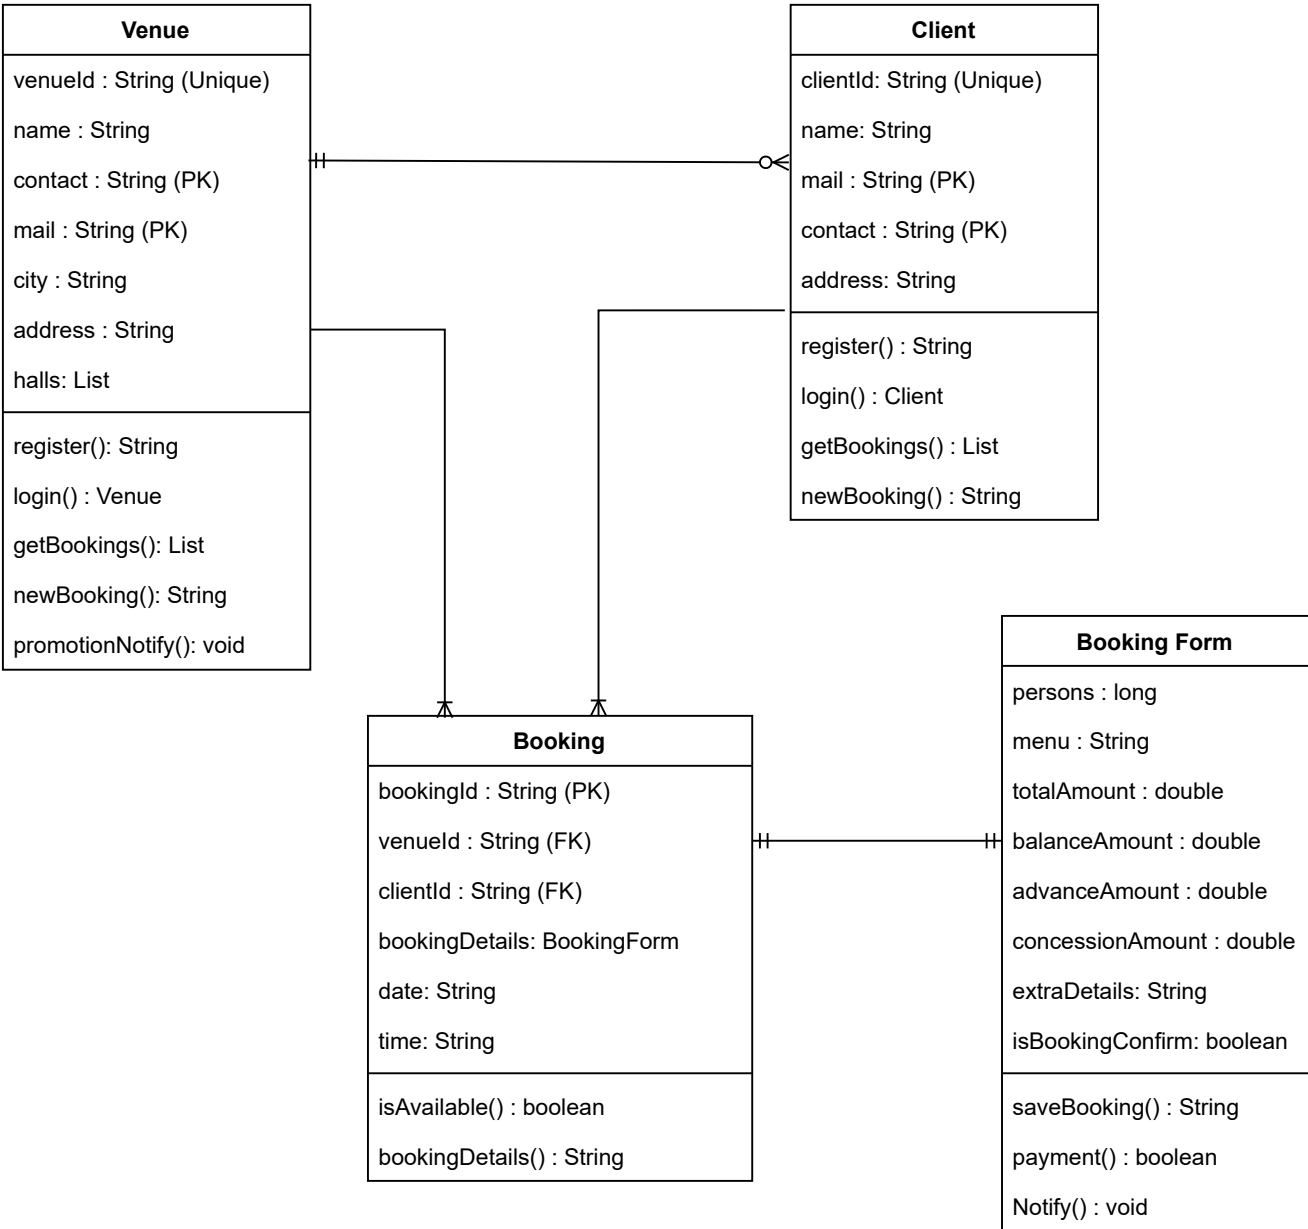 Venue
venueId : String (Unique)
name : String
contact : String (PK)
mail : String (PK)
city : String
address : String
halls: List
register(): String
login() : Venue
getBookings(): List
newBooking(): String
promotionNotify(): void
Client
clientId: String (Unique)
name: String
mail : String (PK)
contact : String (PK)
address: String
register() : String
login() : Client
getBookings() : List
newBooking() : String
Booking
bookingId : String (PK)
venueId : String (FK)
clientId : String (FK)
bookingDetails: BookingForm
date: String
time: String
isAvailable() : boolean
bookingDetails() : String
Booking Form
persons : long
menu : String
totalAmount : double
balanceAmount : double
advanceAmount : double
concessionAmount : double
extraDetails: String
isBookingConfirm: boolean
saveBooking() : String
payment() : boolean
Notify() : void